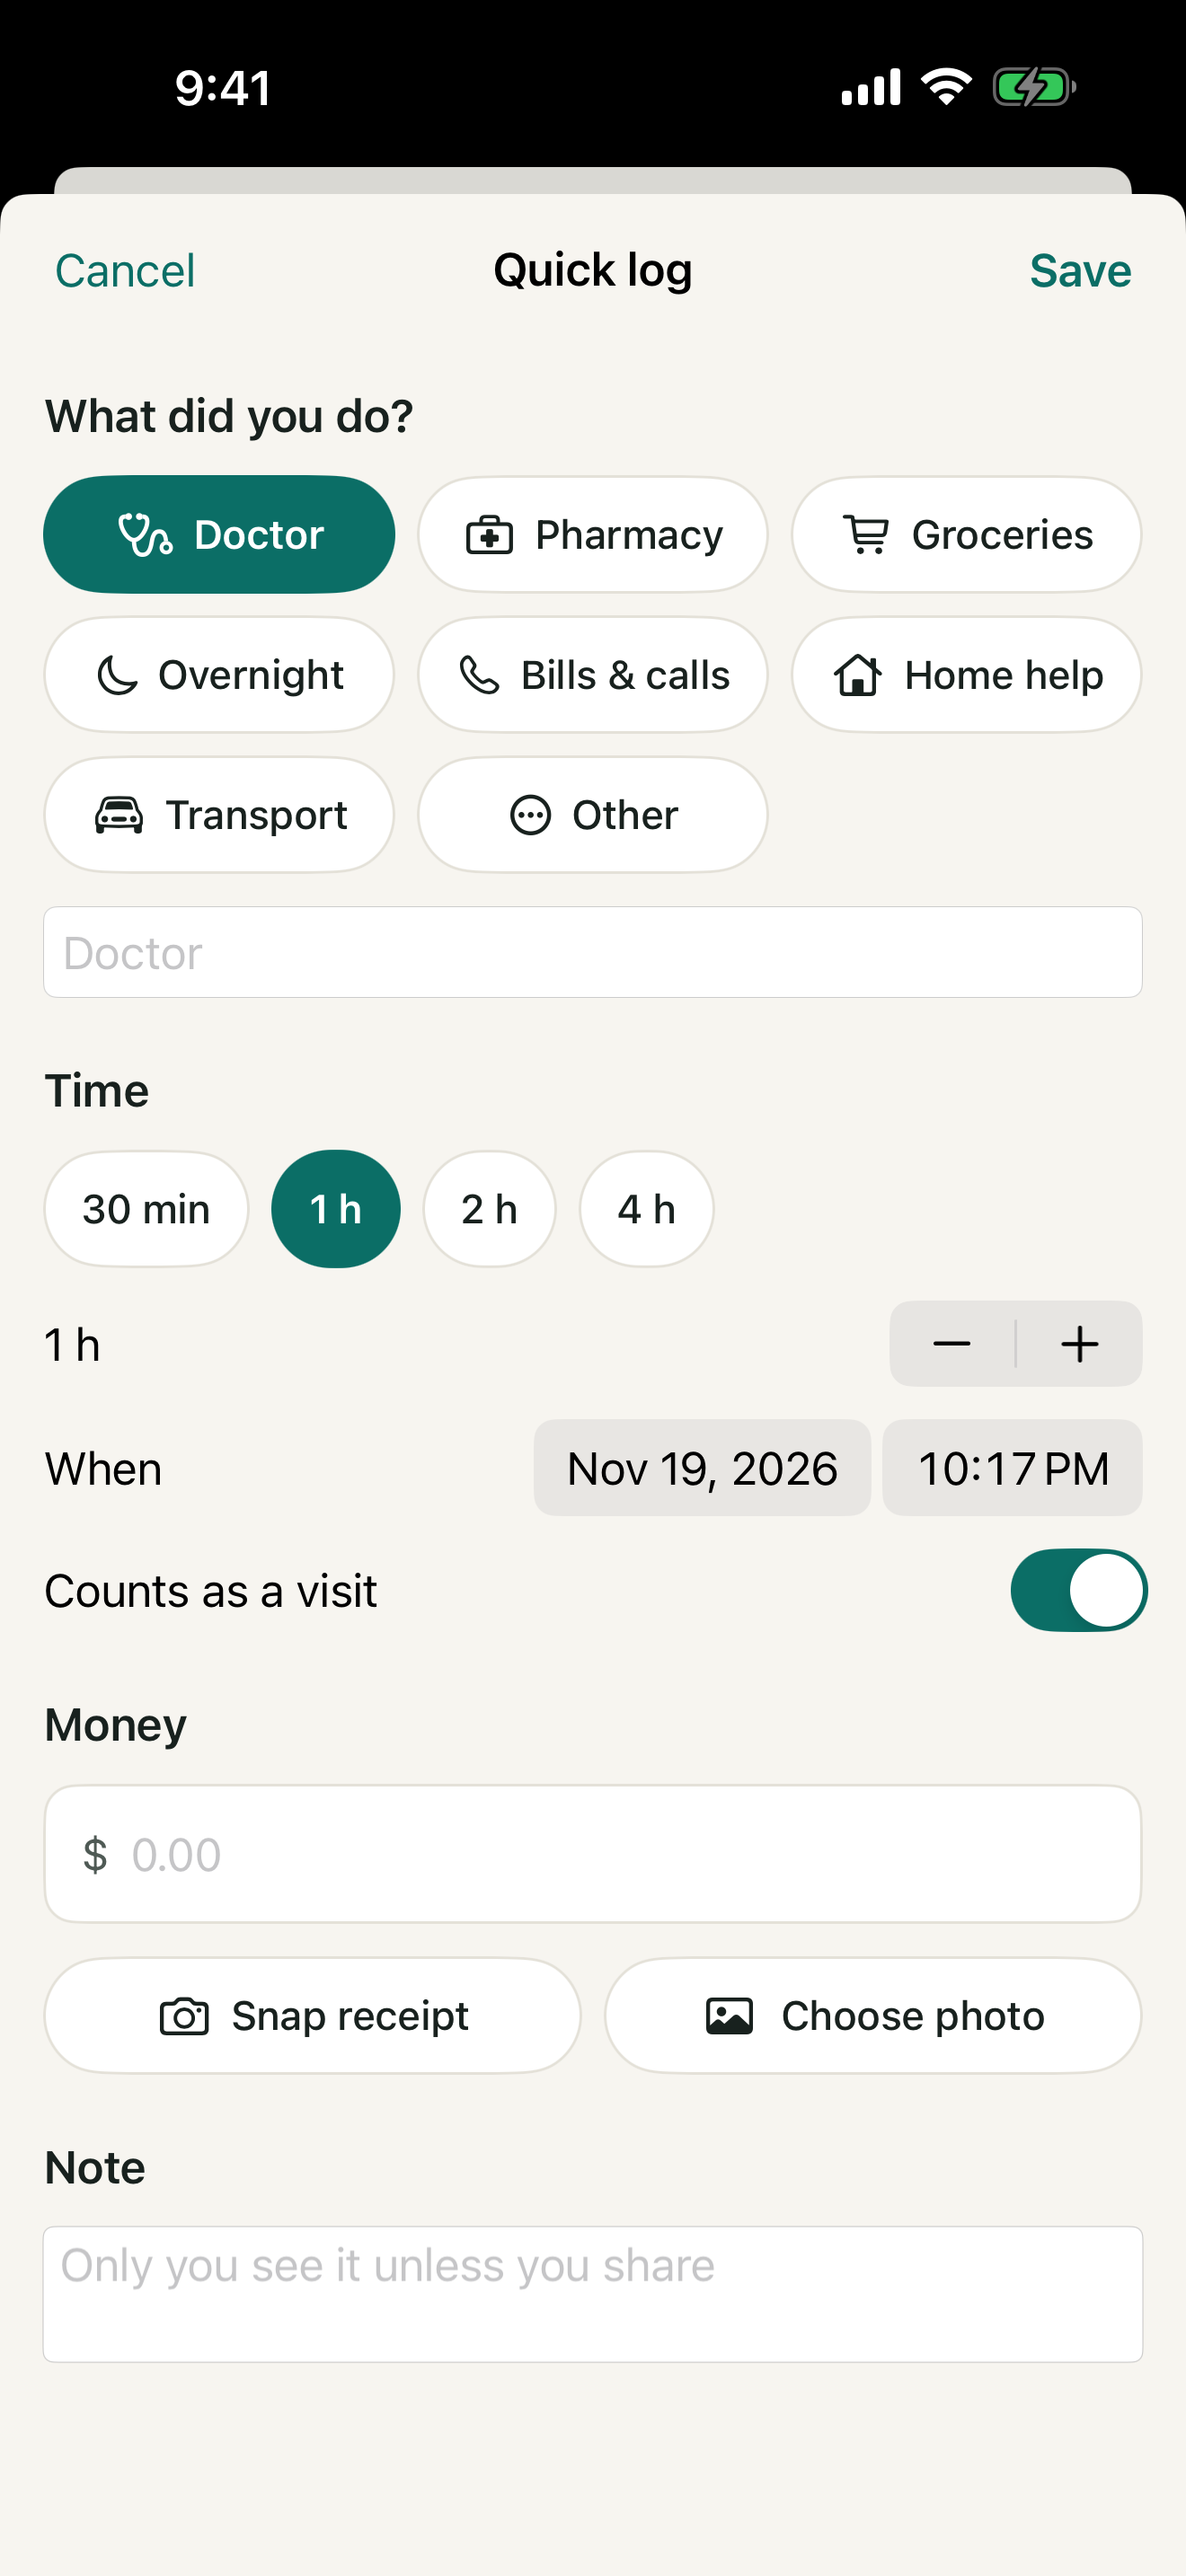 9:41
Cancel Quick log Save
What did you do?
Doctor Pharmacy Groceries
Overnight Bills & calls Home help
Transport Other
Doctor
Time
30 min 1 h 2 h 4 h
1 h − +
When Nov 19, 2026 10:17 PM
Counts as a visit
Money
$ 0.00
Snap receipt Choose photo
Note
Only you see it unless you share